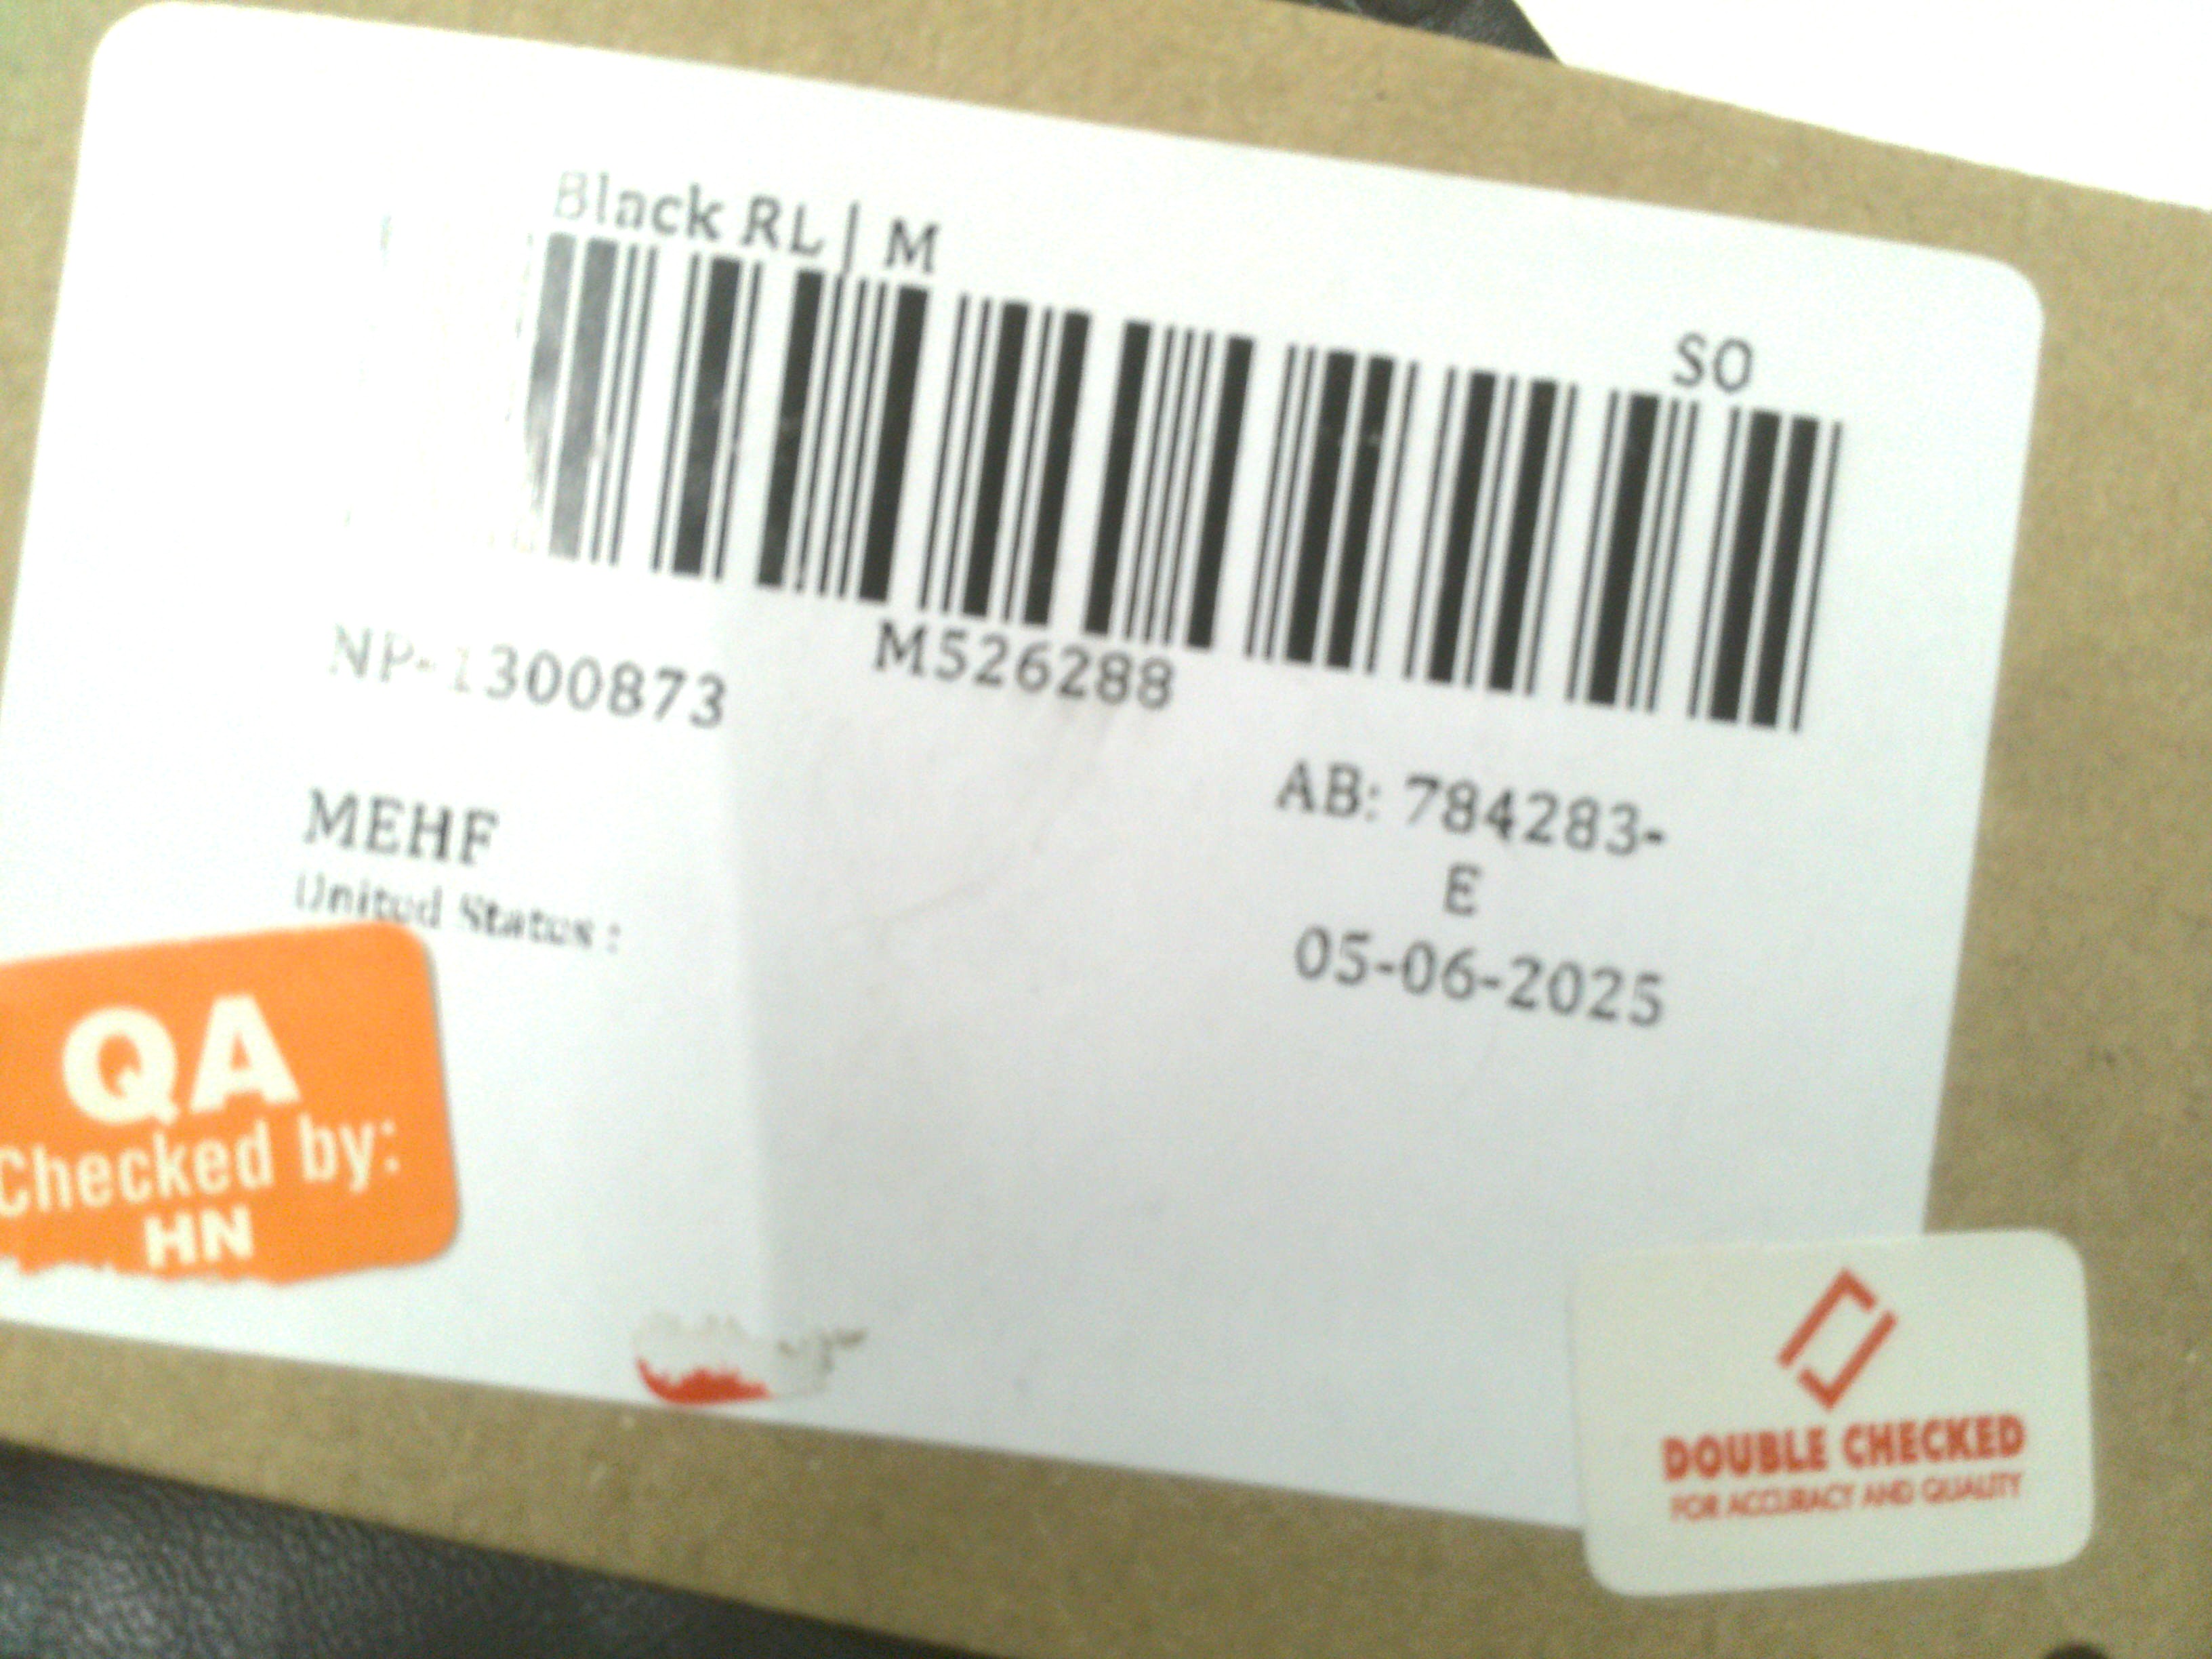 Black RL | M
SO
M526288
NP-1300873
AB: 784283-
E
05-06-2025
MEHF
United States :
QA
Checked by:
HN
DOUBLE CHECKED
FOR ACCURACY AND QUALITY